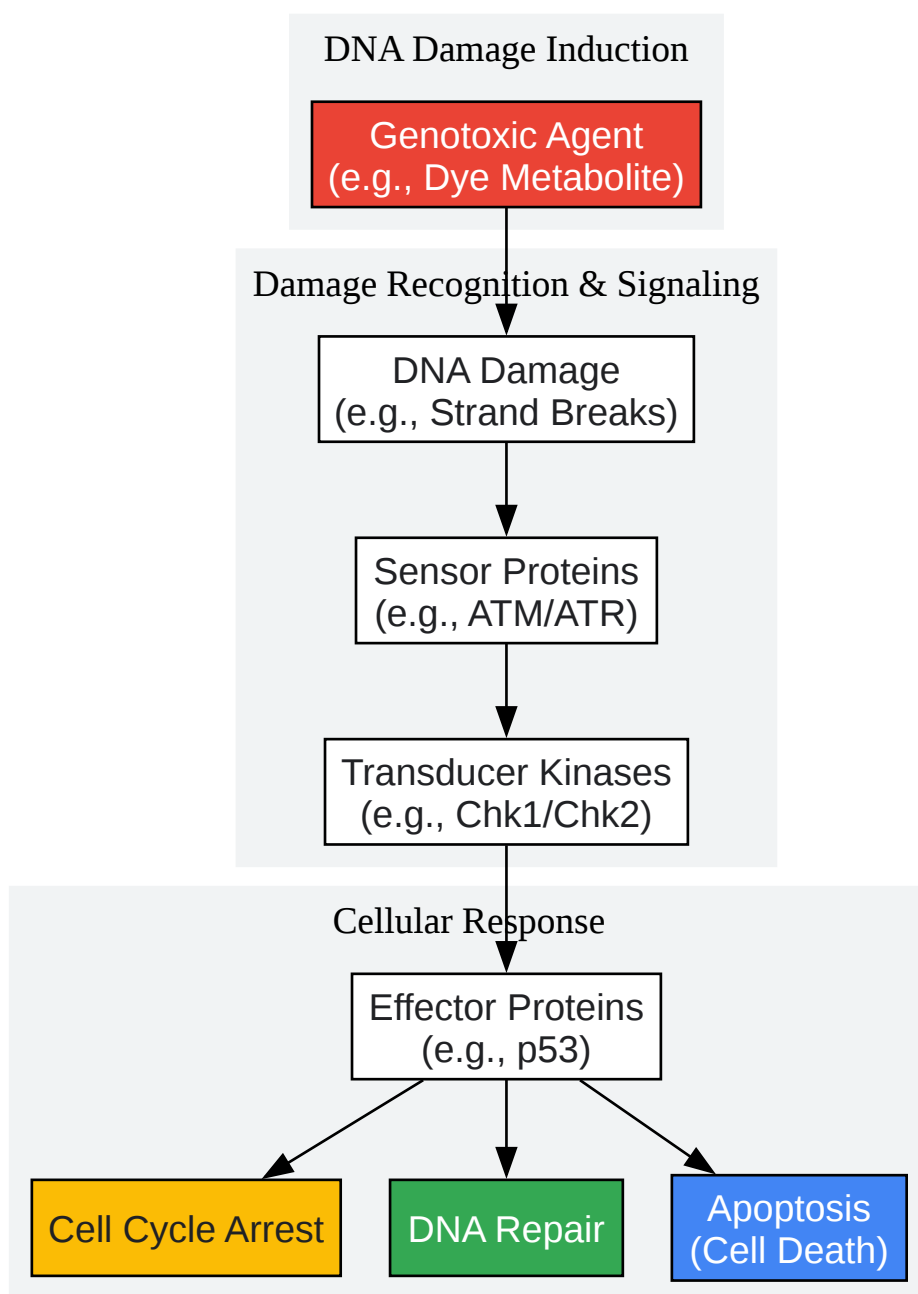 DNA Damage Induction
Genotoxic Agent
(e.g., Dye Metabolite)
Damage Recognition & Signaling
DNA Damage
(e.g., Strand Breaks)
Sensor Proteins
(e.g., ATM/ATR)
Transducer Kinases
(e.g., Chk1/Chk2)
Cellular Response
Effector Proteins
(e.g., p53)
Cell Cycle Arrest
DNA Repair
Apoptosis
(Cell Death)